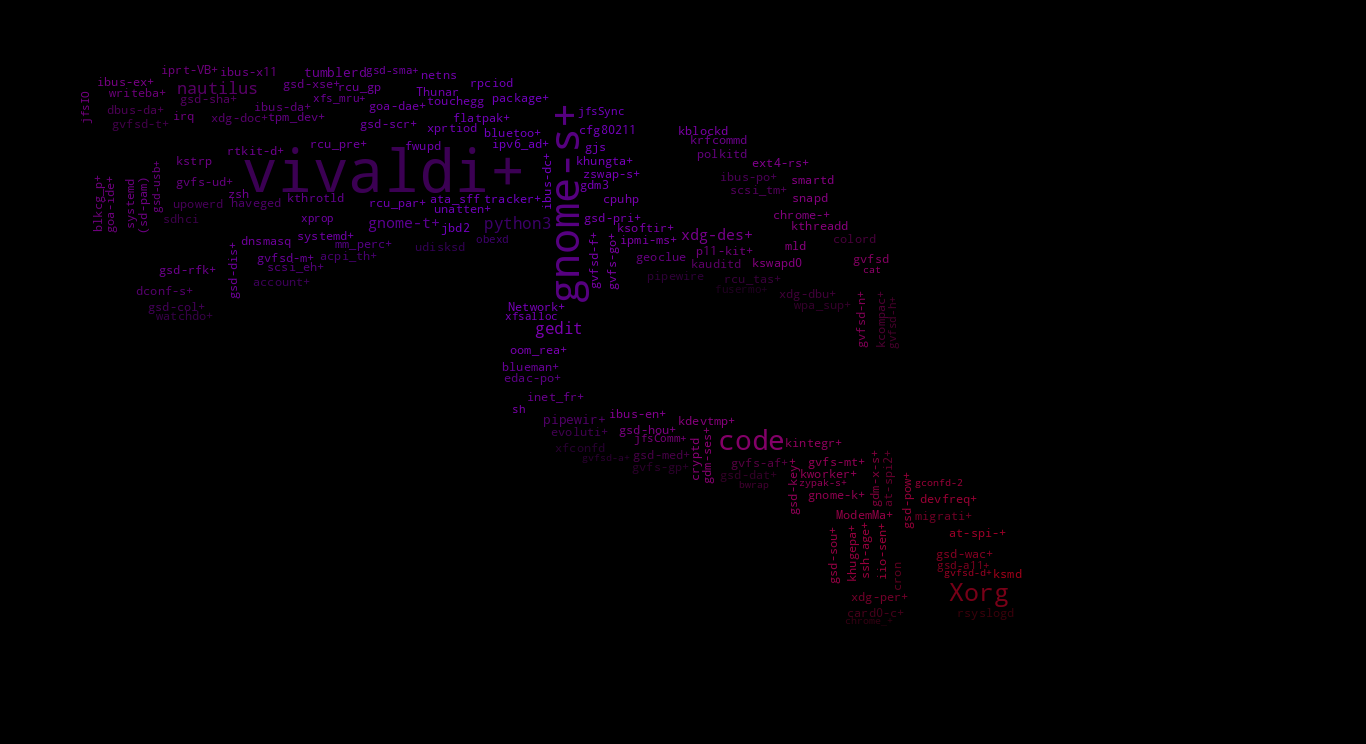 iprt-VB+
ibus-x11
tumblerd
gsd-sma+
netns
rpciod
ibus-ex+
nautilus
gsd-xse+
rcu_gp
Thunar
package+
jfsIO
writeba+
gsd-sha+
xfs_mru+
goa-dae+
touchegg
dbus-da+
irq
ibus-da+
gvfsd-t+
xdg-doc+
tpm_dev+
gsd-scr+
flatpak+
xprtiod
bluetoo+
jfsSync
cfg80211
kblockd
krfcommd
polkitd
rtkit-d+
rcu_pre+
fwupd
ipv6_ad+
gjs
kstrp
vivaldi+
gnome-s+
khungta+
ext4-rs+
zswap-s+
ibus-po+
smartd
blkcg_p+
goa-ide+
systemd
(sd-pam)
gsd-usb+
gvfs-ud+
ibus-dc+
gdm3
scsi_tm+
snapd
zsh
kthrotld
ata_sff
tracker+
cpuhp
upowerd
haveged
rcu_par+
unatten+
sdhci
xprop
gnome-t+
jbd2
python3
gsd-pri+
ksoftir+
chrome-+
kthreadd
dnsmasq
systemd+
mm_perc+
udisksd
obexd
ipmi-ms+
xdg-des+
mld
colord
gsd-dis+
gvfsd-m+
acpi_th+
gvfsd-f+
gvfs-go+
geoclue
p11-kit+
gsd-rfk+
scsi_eh+
kauditd
kswapd0
gvfsd
cat
account+
pipewire
rcu_tas+
dconf-s+
fusermo+
xdg-dbu+
gsd-col+
watchdo+
Network+
xfsalloc
wpa_sup+
gvfsd-n+
kcompac+
gvfsd-h+
gedit
oom_rea+
blueman+
edac-po+
inet_fr+
sh
pipewir+
ibus-en+
kdevtmp+
evoluti+
gsd-hou+
jfsComm+
code
kintegr+
xfconfd
gvfsd-a+
gsd-med+
gvfs-gp+
cryptd
gdm-ses+
gvfs-af+
gvfs-mt+
gsd-dat+
bwrap
gsd-key+
kworker+
zypak-s+
gdm-x-s+
at-spi2+
gnome-k+
gsd-pow+
gconfd-2
devfreq+
ModemMa+
migrati+
gsd-sou+
khugepa+
ssh-age+
iio-sen+
at-spi-+
gsd-wac+
gsd-a11+
gvfsd-d+
ksmd
cron
xdg-per+
Xorg
card0-c+
chrome_+
rsyslogd